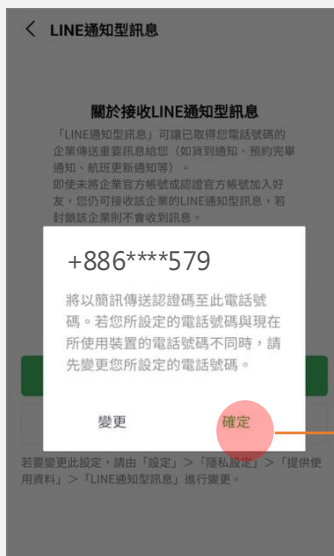 LINE通知型訊息
關於接收LINE通知型訊息
「LINE通知型訊息」可讓已取得您電話號碼的
企業傳送重要訊息給您（如貨到通知、預約完畢
通知、航班更新通知等）。
即使未將企業官方帳號或認證官方帳號加入好
友，您仍可接收該企業的LINE通知型訊息，若
封鎖該企業則不會收到訊息。
+886****579
將以簡訊傳送認證碼至此電話號
碼。若您所設定的電話號碼與現在
所使用裝置的電話號碼不同時，請
先變更您所設定的電話號碼。
變更
確定
若要變更此設定，請由「設定」＞「隱私設定」＞「提供使
用資料」＞「LINE通知型訊息」進行變更。